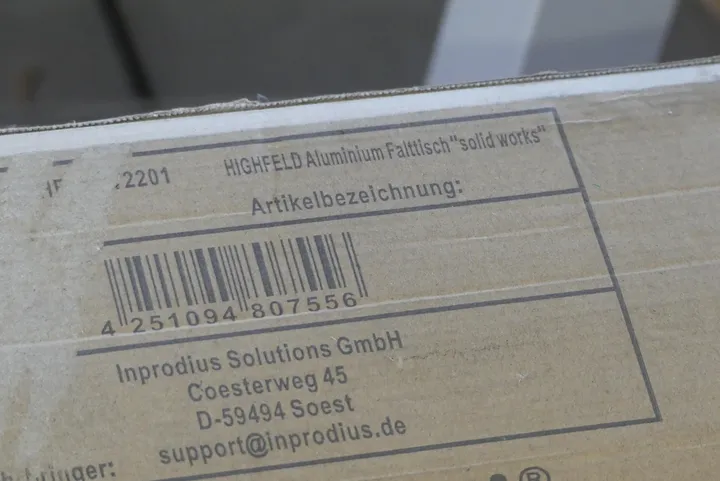 2201 HIGHFELD Aluminium Falttisch "solid works"
Artikelbezeichnung:
4 251094 807556
Inprodius Solutions GmbH
Coesterweg 45
D-59494 Soest
support@inprodius.de
®